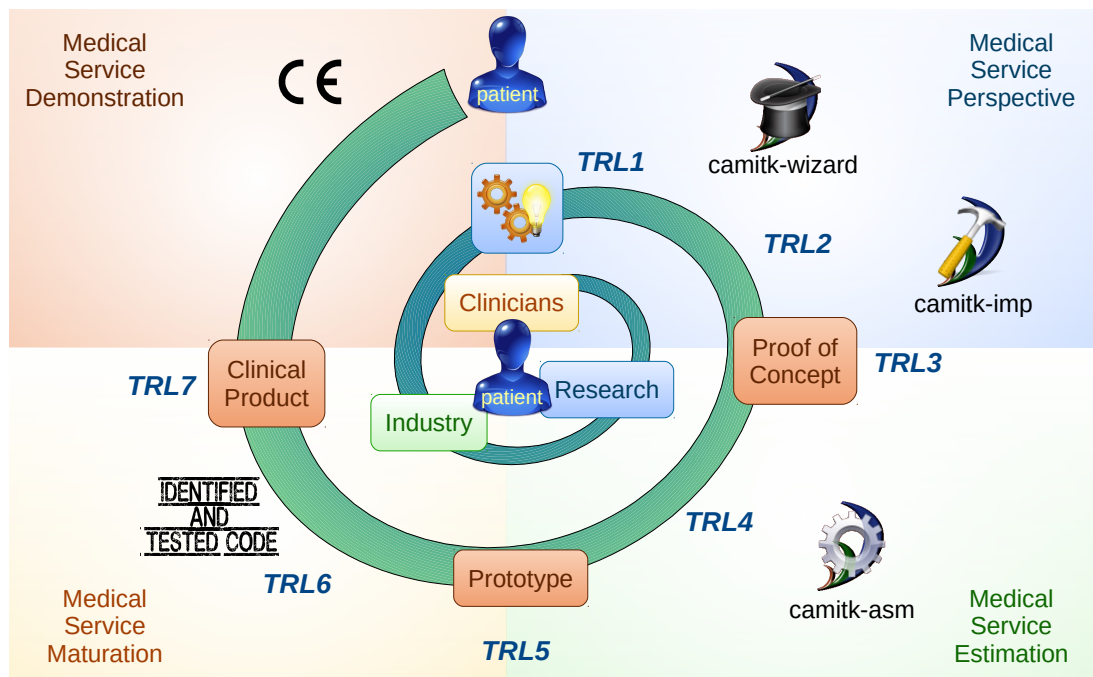 Medical
Service
Demonstration
CE
patient
Medical
Service
Perspective
TRL1
camitk-wizard
TRL2
camitk-imp
Clinicians
patient
Research
Industry
Proof of
Concept
TRL3
Clinical
Product
TRL7
IDENTIFIED
AND
TESTED CODE
TRL4
TRL6
Prototype
camitk-asm
Medical
Service
Maturation
TRL5
Medical
Service
Estimation